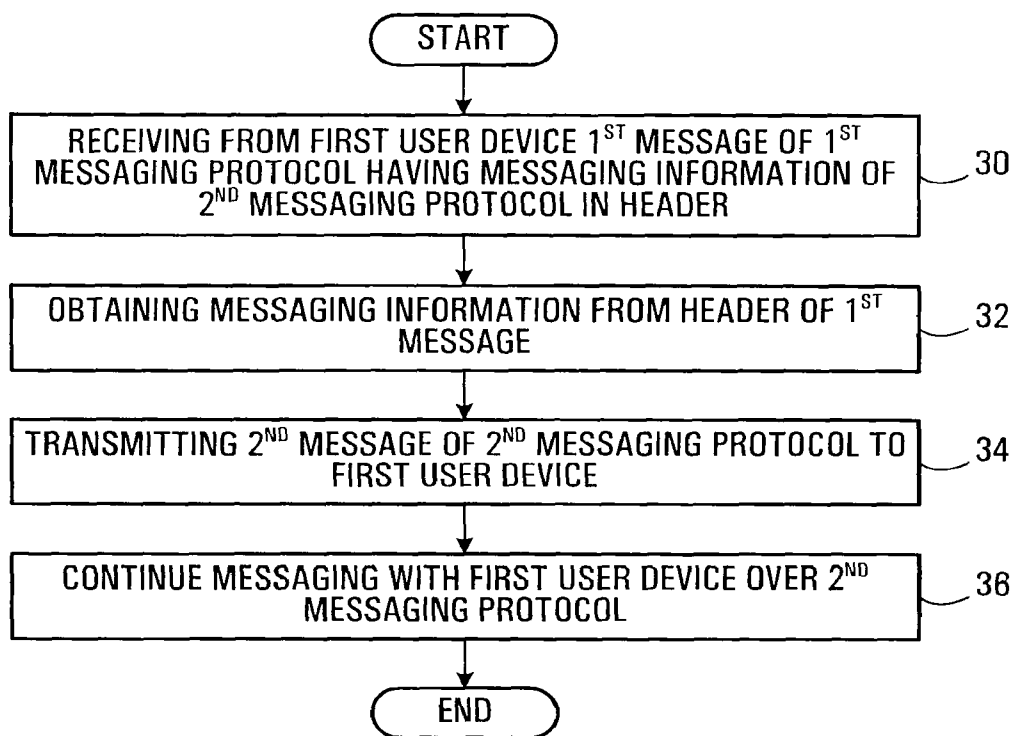 START
RECEIVING FROM FIRST USER DEVICE 1ST MESSAGE OF 1ST
MESSAGING PROTOCOL HAVING MESSAGING INFORMATION OF
2ND MESSAGING PROTOCOL IN HEADER
30
OBTAINING MESSAGING INFORMATION FROM HEADER OF 1ST
MESSAGE
32
TRANSMITTING 2ND MESSAGE OF 2ND MESSAGING PROTOCOL TO
FIRST USER DEVICE
34
CONTINUE MESSAGING WITH FIRST USER DEVICE OVER 2ND
MESSAGING PROTOCOL
36
END